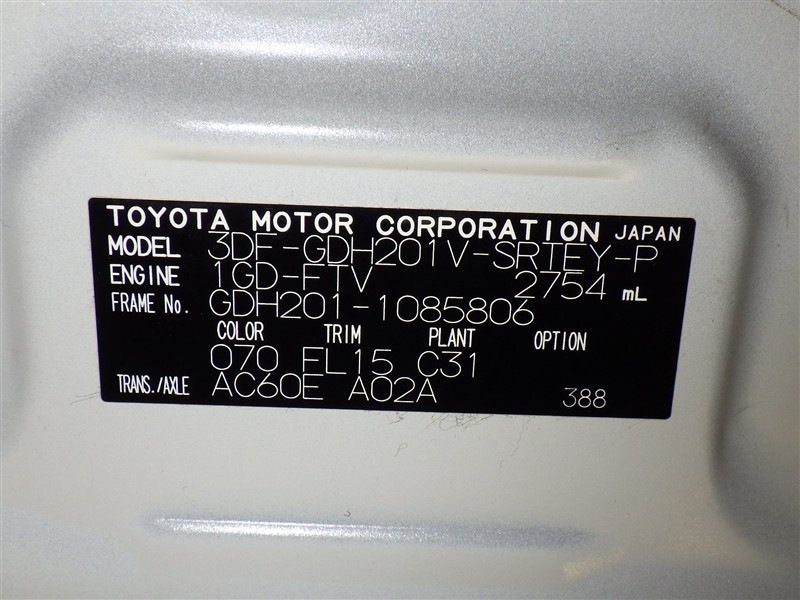 TOYOTA MOTOR CORPORATION JAPAN
MODEL 3DF-GDH201V-SRTEY-P
ENGINE 1GD-FTV 2754 mL
FRAME No. GDH201-1085806
COLOR TRIM PLANT OPTION
070 FL15 C31
TRANS./AXLE AC60E A02A 388